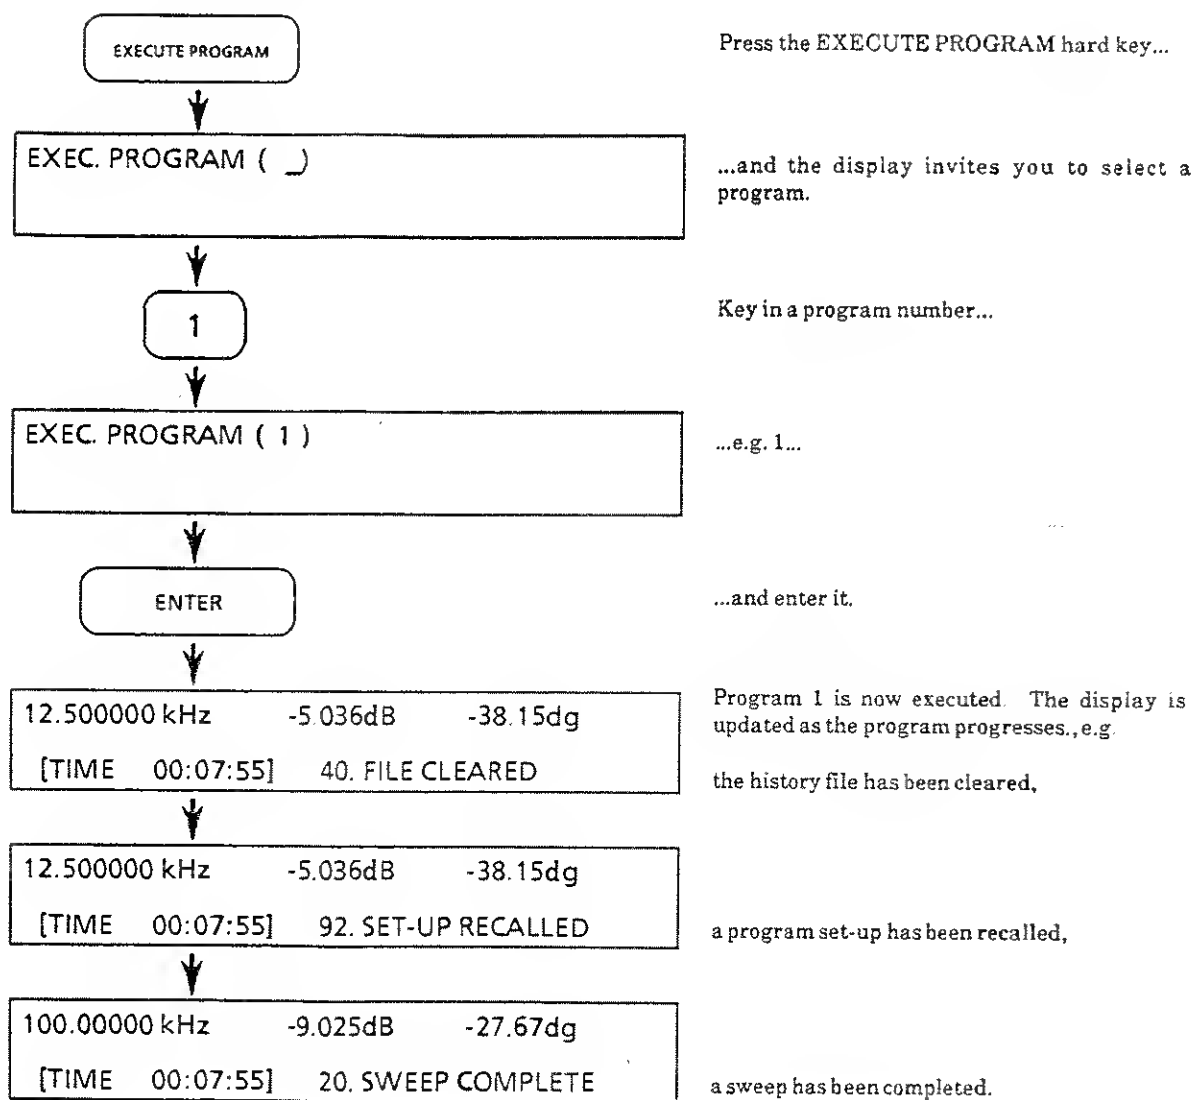 EXECUTE PROGRAM
Press the EXECUTE PROGRAM hard key...
EXEC. PROGRAM ( _)
...and the display invites you to select a
program.
1
Key in a program number...
EXEC. PROGRAM ( 1 )
...e.g. 1...
ENTER
...and enter it.
12.500000 kHz -5.036dB -38.15dg
[TIME 00:07:55] 40. FILE CLEARED
Program 1 is now executed. The display is
updated as the program progresses.,e.g.
the history file has been cleared,
12.500000 kHz -5.036dB -38.15dg
[TIME 00:07:55] 92. SET-UP RECALLED
a program set-up has been recalled,
100.00000 kHz -9.025dB -27.67dg
[TIME 00:07:55] 20. SWEEP COMPLETE
a sweep has been completed.